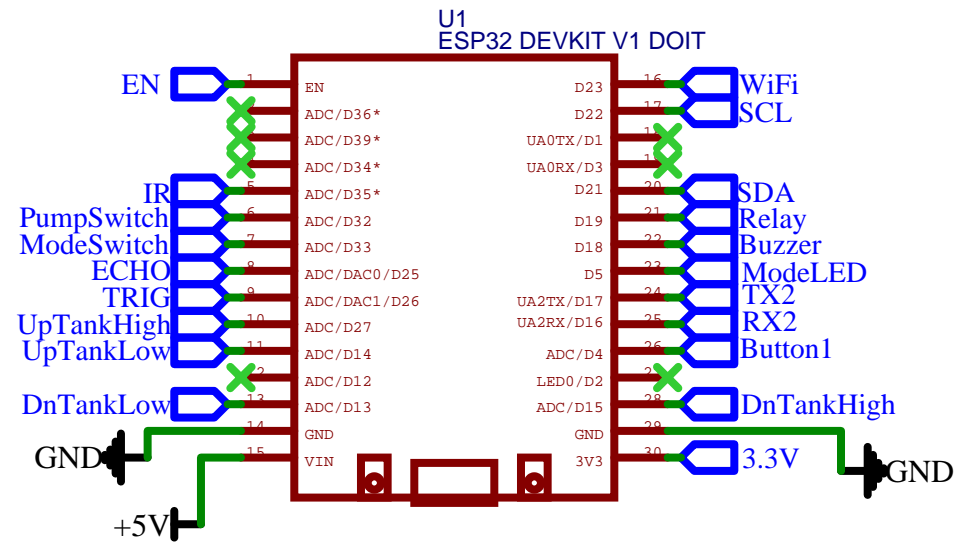 U1
ESP32 DEVKIT V1 DOIT
EN 1 EN D23 16 WiFi
ADC/D36* D22 17 SCL
ADC/D39* UA0TX/D1
ADC/D34* UA0RX/D3
IR 5 ADC/D35* D21 20 SDA
PumpSwitch 6 ADC/D32 D19 21 Relay
ModeSwitch 7 ADC/D33 D18 22 Buzzer
ECHO 8 ADC/DAC0/D25 D5 23 ModeLED
TRIG 9 ADC/DAC1/D26 UA2TX/D17 24 TX2
UpTankHigh 10 ADC/D27 UA2RX/D16 25 RX2
UpTankLow 11 ADC/D14 ADC/D4 26 Button1
ADC/D12 LED0/D2
DnTankLow 13 ADC/D13 ADC/D15 28 DnTankHigh
14 GND GND 29
GND 15 VIN 3V3 30 3.3V GND
+5V